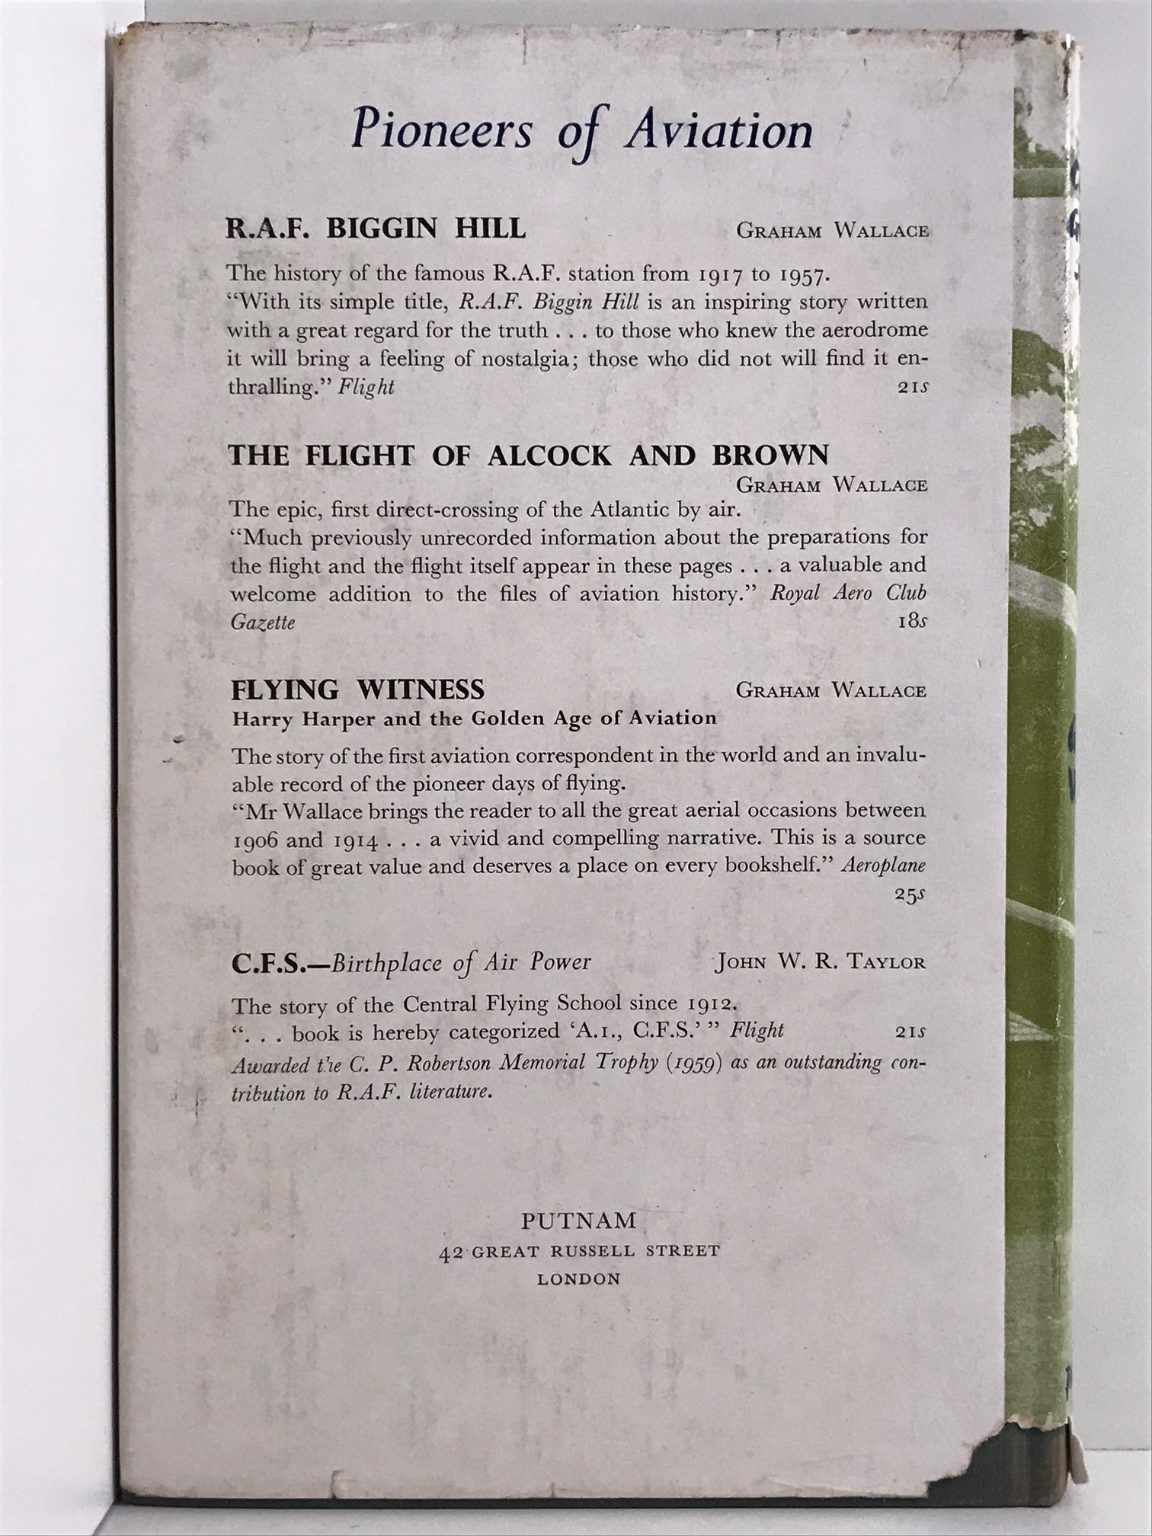 Pioneers of Aviation
R.A.F. BIGGIN HILL GRAHAM WALLACE
The history of the famous R.A.F. station from 1917 to 1957.
“With its simple title, R.A.F. Biggin Hill is an inspiring story written
with a great regard for the truth . . . to those who knew the aerodrome
it will bring a feeling of nostalgia; those who did not will find it en-
thralling.” Flight 21s
THE FLIGHT OF ALCOCK AND BROWN
GRAHAM WALLACE
The epic, first direct-crossing of the Atlantic by air.
“Much previously unrecorded information about the preparations for
the flight and the flight itself appear in these pages . . . a valuable and
welcome addition to the files of aviation history.” Royal Aero Club
Gazette 18s
FLYING WITNESS GRAHAM WALLACE
Harry Harper and the Golden Age of Aviation
The story of the first aviation correspondent in the world and an invalu-
able record of the pioneer days of flying.
“Mr Wallace brings the reader to all the great aerial occasions between
1906 and 1914 . . . a vivid and compelling narrative. This is a source
book of great value and deserves a place on every bookshelf.” Aeroplane
25s
C.F.S.—Birthplace of Air Power JOHN W. R. TAYLOR
The story of the Central Flying School since 1912.
“. . . book is hereby categorized ‘A.1., C.F.S.’ ” Flight 21s
Awarded the C. P. Robertson Memorial Trophy (1959) as an outstanding con-
tribution to R.A.F. literature.
PUTNAM
42 GREAT RUSSELL STREET
LONDON